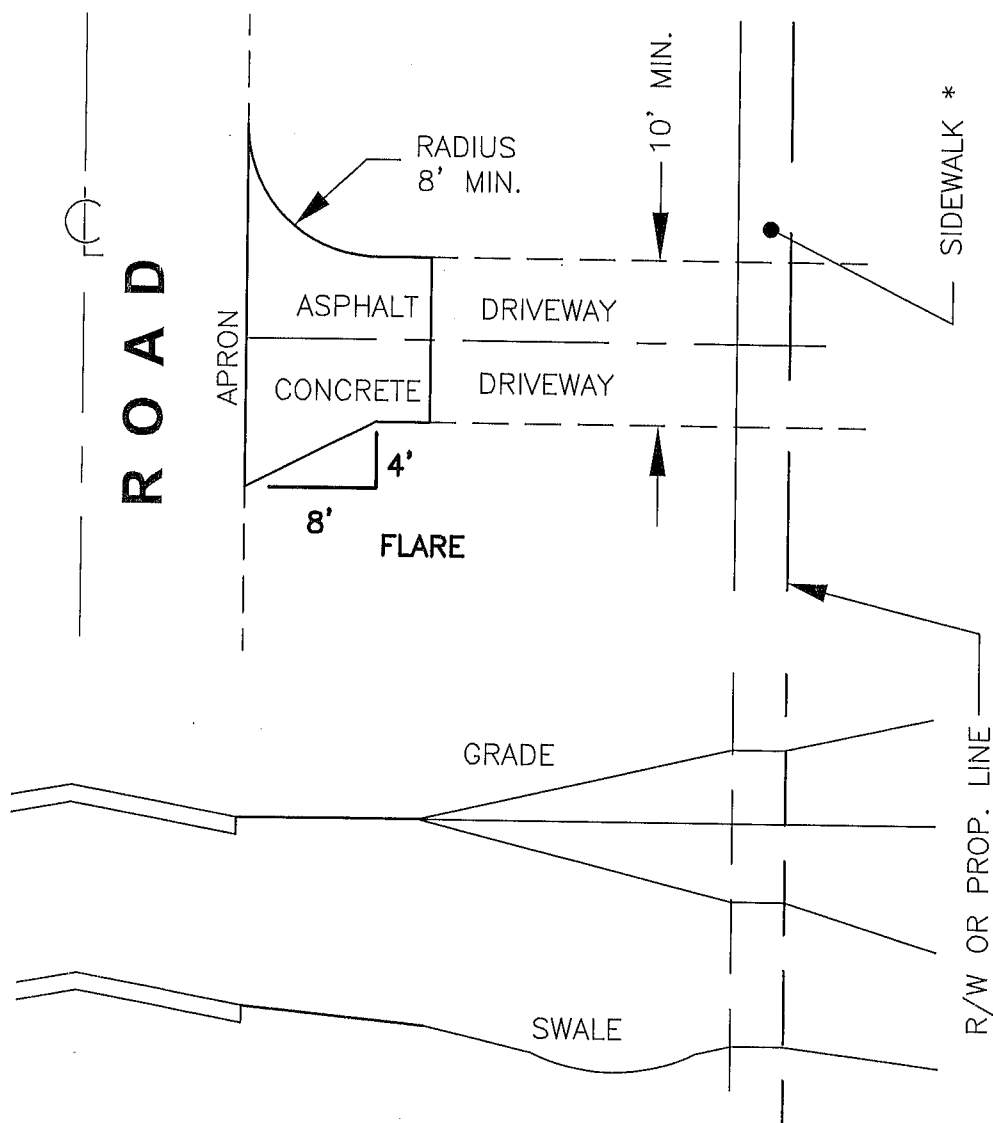 10' MIN.
RADIUS
8' MIN.
SIDEWALK *
℄
ROAD
APRON
ASPHALT
DRIVEWAY
CONCRETE
DRIVEWAY
4'
8'
FLARE
GRADE
R/W OR PROP. LINE
SWALE